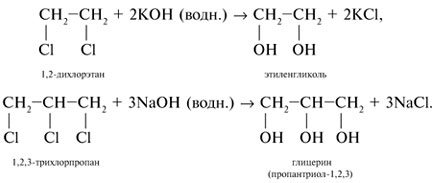 CH₂–CH₂ + 2KOH (водн.) → CH₂–CH₂ + 2KCl,
| | | |
Cl Cl OH OH
1,2-дихлорэтан этиленгликоль
CH₂–CH–CH₂ + 3NaOH (водн.) → CH₂–CH–CH₂ + 3NaCl.
| | | | | |
Cl Cl Cl OH OH OH
1,2,3-трихлорпропан глицерин
(пропантриол-1,2,3)